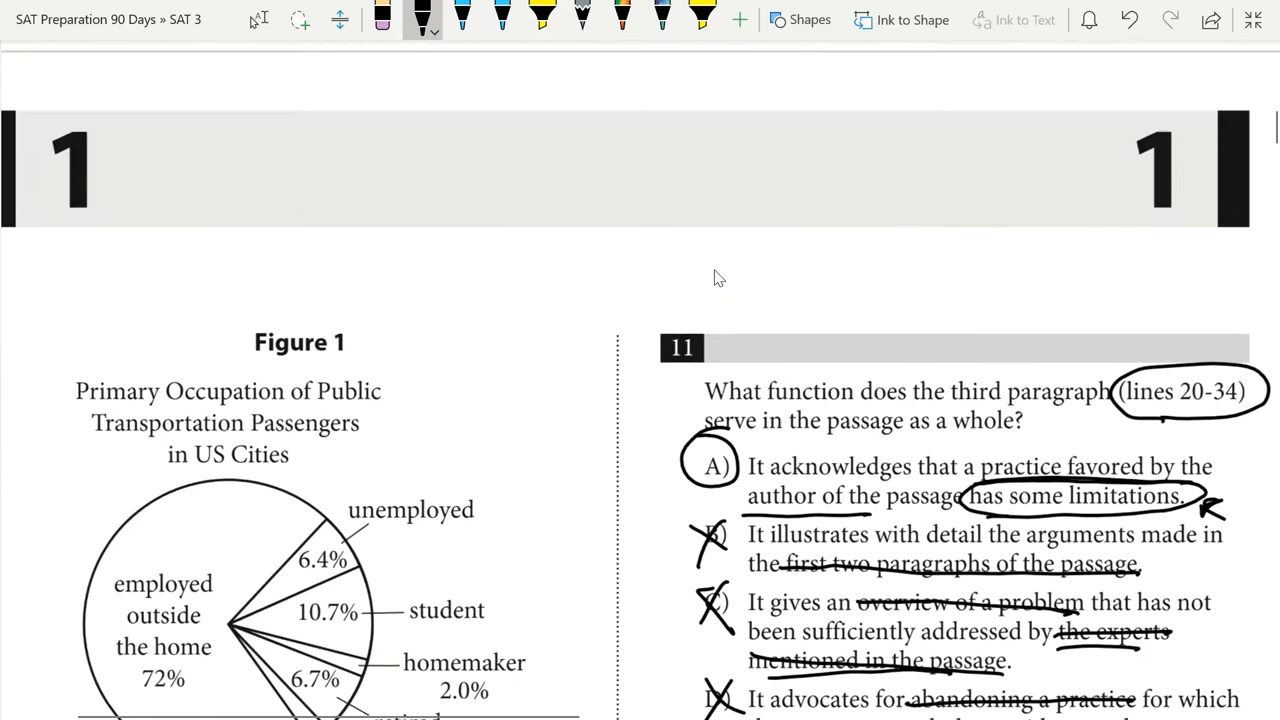 SAT Preparation 90 Days » SAT 3
Shapes
Ink to Shape
Ink to Text
1
1
Figure 1
Primary Occupation of Public
Transportation Passengers
in US Cities
unemployed
6.4%
employed
outside
the home
72%
10.7%
student
homemaker
2.0%
6.7%
retired
11
What function does the third paragraph (lines 20-34)
serve in the passage as a whole?
A) It acknowledges that a practice favored by the
author of the passage has some limitations.
B) It illustrates with detail the arguments made in
the first two paragraphs of the passage.
C) It gives an overview of a problem that has not
been sufficiently addressed by the experts
mentioned in the passage.
D) It advocates for abandoning a practice for which